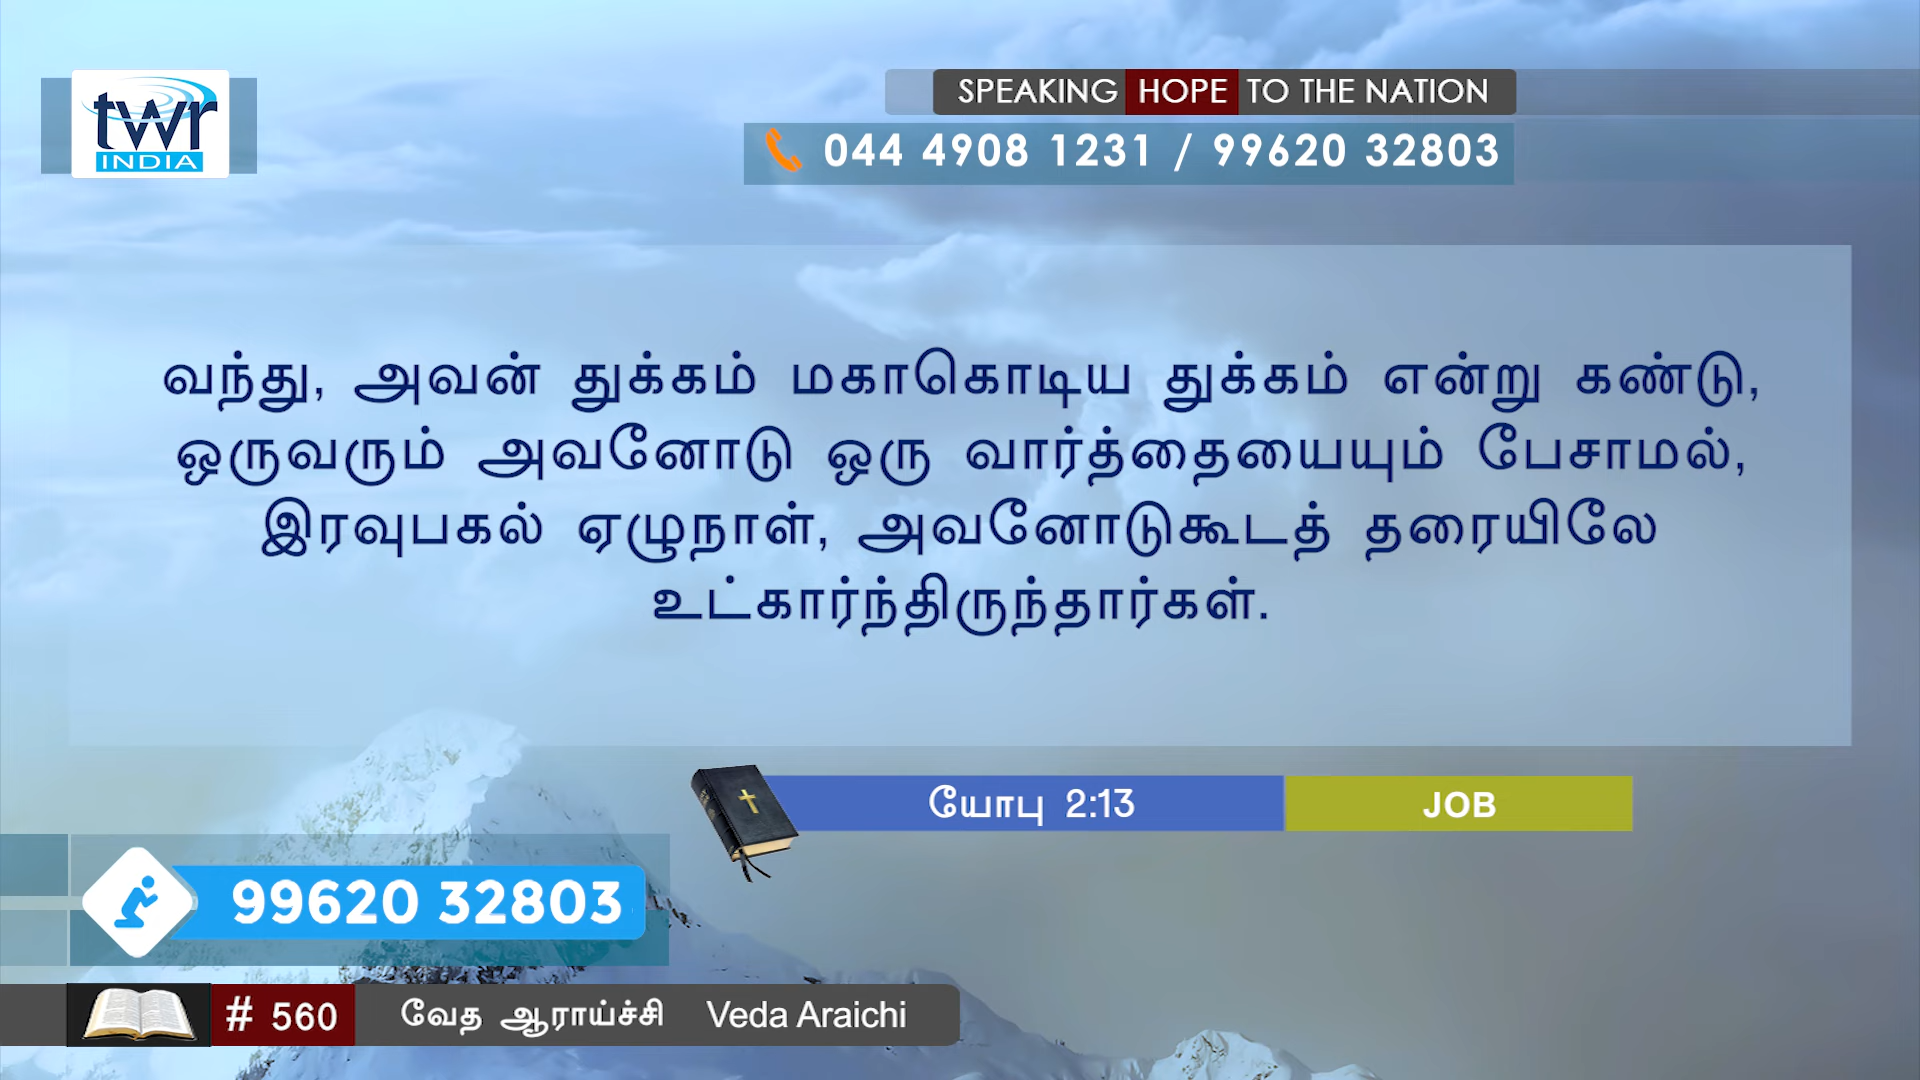 twr
INDIA
SPEAKING HOPE TO THE NATION
044 4908 1231 / 99620 32803
வந்து, அவன் துக்கம் மகாகொடிய துக்கம் என்று கண்டு,
ஒருவரும் அவனோடு ஒரு வார்த்தையையும் பேசாமல்,
இரவுபகல் ஏழுநாள், அவனோடுகூடத் தரையிலே
உட்கார்ந்திருந்தார்கள்.
யோபு 2:13 JOB
99620 32803
# 560 வேத ஆராய்ச்சி Veda Araichi